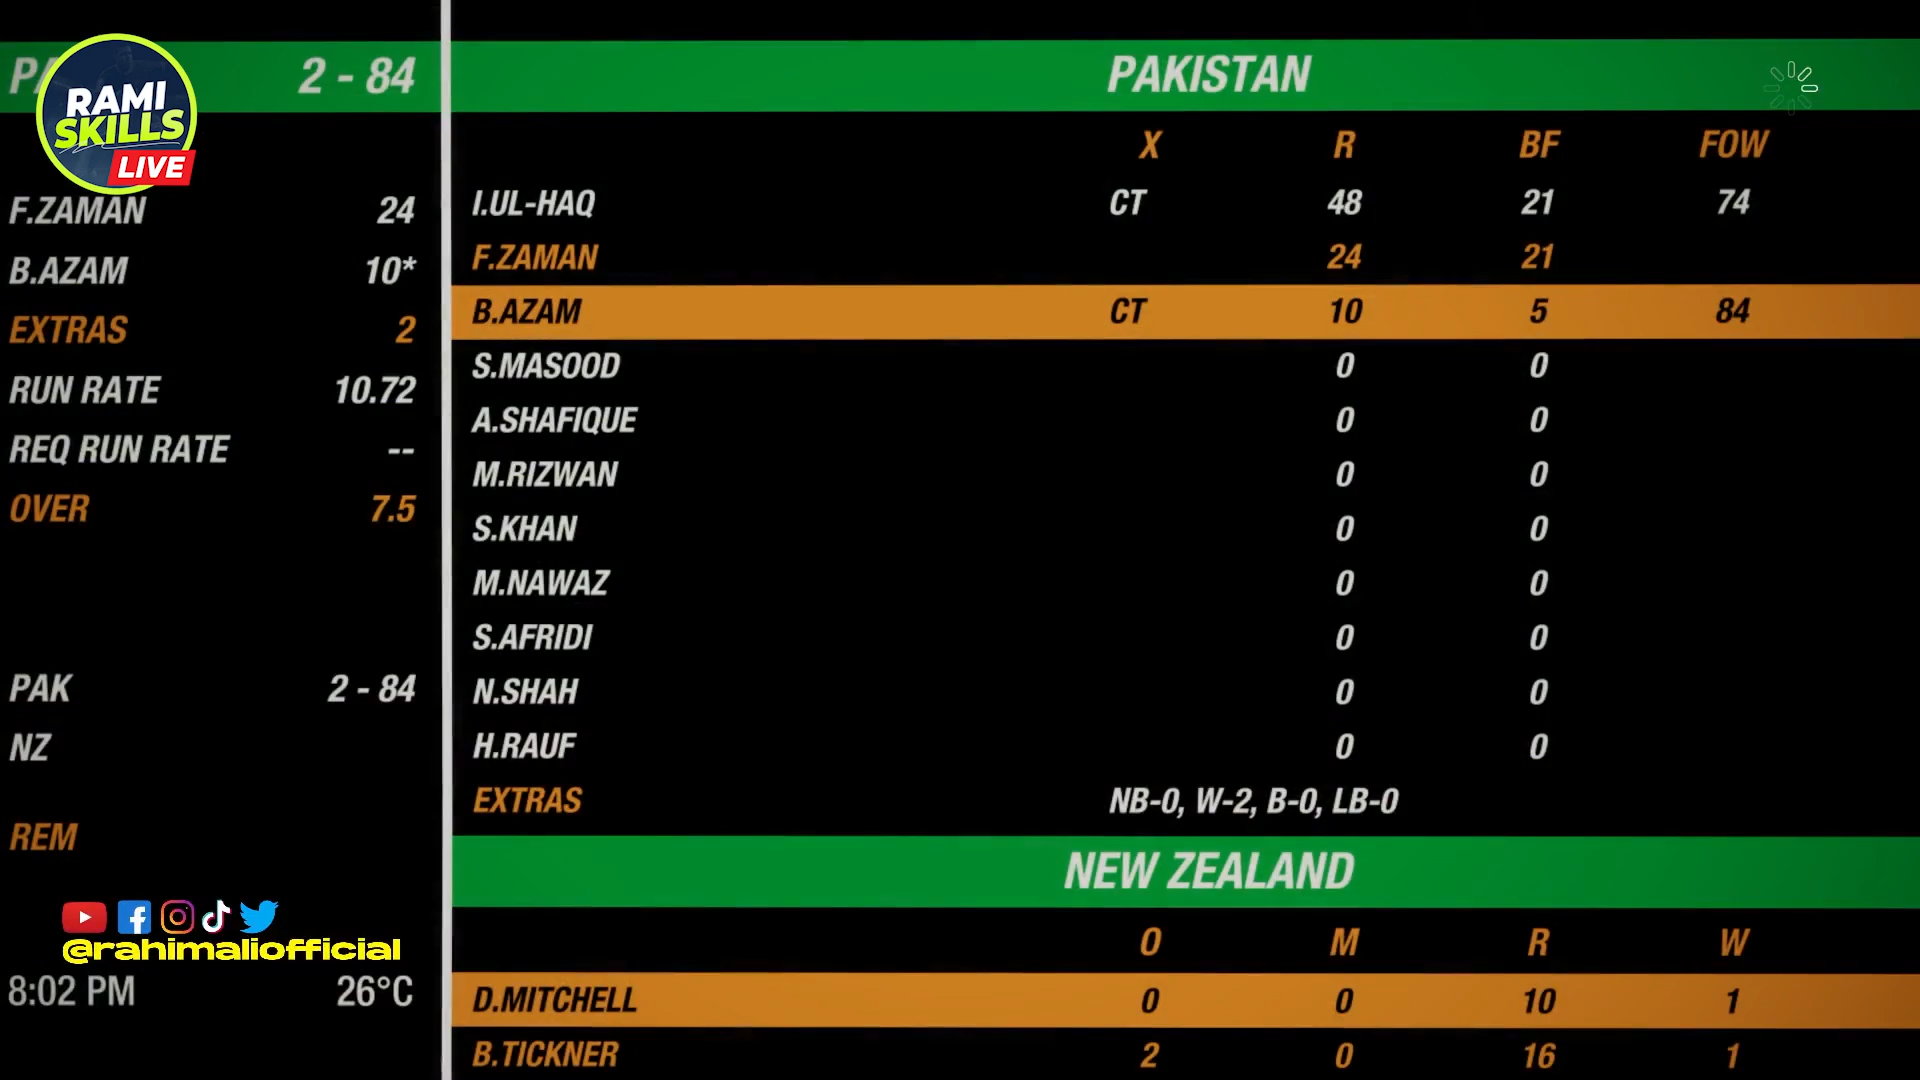 PA 2 - 84
RAMI
SKILLS
LIVE
F.ZAMAN 24
B.AZAM 10*
EXTRAS 2
RUN RATE 10.72
REQ RUN RATE --
OVER 7.5
PAK 2 - 84
NZ
REM
@rahimaliofficial
8:02 PM 26°C
PAKISTAN
X R BF FOW
I.UL-HAQ CT 48 21 74
F.ZAMAN 24 21
B.AZAM CT 10 5 84
S.MASOOD 0 0
A.SHAFIQUE 0 0
M.RIZWAN 0 0
S.KHAN 0 0
M.NAWAZ 0 0
S.AFRIDI 0 0
N.SHAH 0 0
H.RAUF 0 0
EXTRAS NB-0, W-2, B-0, LB-0
NEW ZEALAND
O M R W
D.MITCHELL 0 0 10 1
B.TICKNER 2 0 16 1